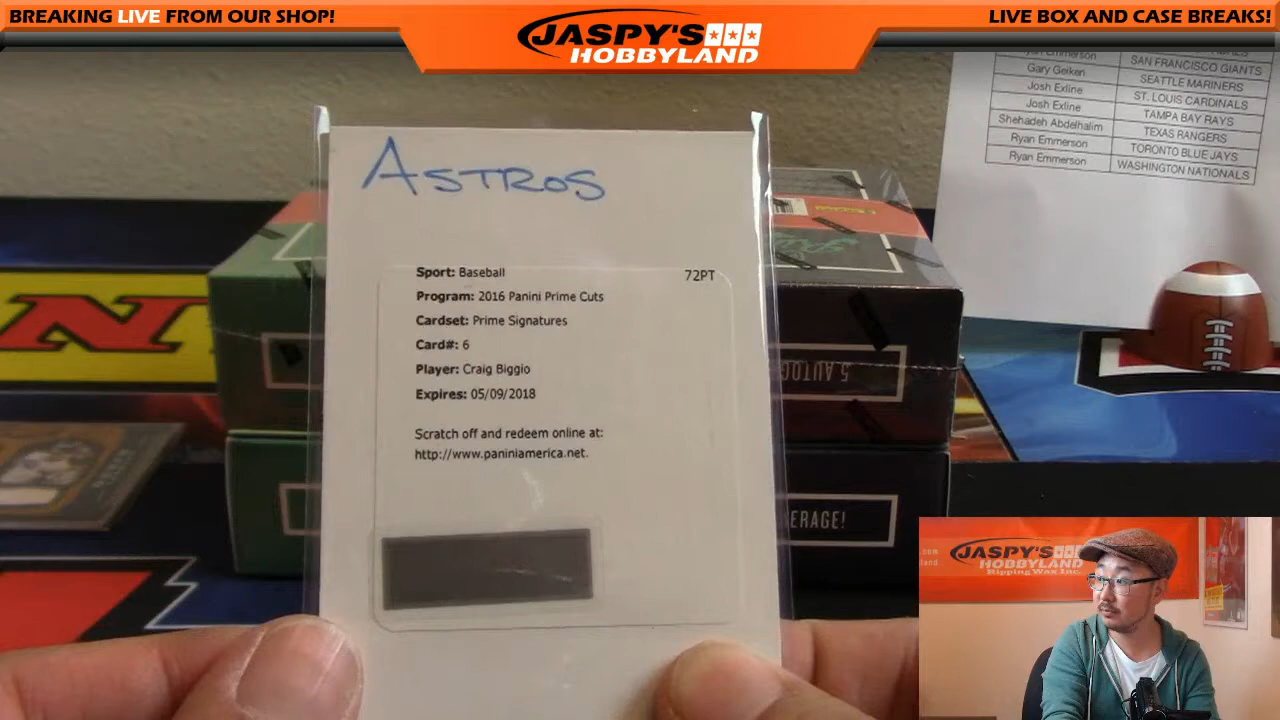 BREAKING LIVE FROM OUR SHOP!
JASPY'S
HOBBYLAND
LIVE BOX AND CASE BREAKS!
SAN FRANCISCO GIANTS
Gary Geiken SEATTLE MARINERS
Josh Exline ST. LOUIS CARDINALS
Josh Exline TAMPA BAY RAYS
Shehadeh Abdelhalim TEXAS RANGERS
Ryan Emmerson TORONTO BLUE JAYS
Ryan Emmerson WASHINGTON NATIONALS
ASTROS
Sport: Baseball 72PT
Program: 2016 Panini Prime Cuts
Cardset: Prime Signatures
Card#: 6
Player: Craig Biggio
Expires: 05/09/2018
Scratch off and redeem online at:
http://www.paniniamerica.net.
5 AUTOG
ERAGE!
JASPY'S
HOBBYLAND
Ripping Wax Inc.